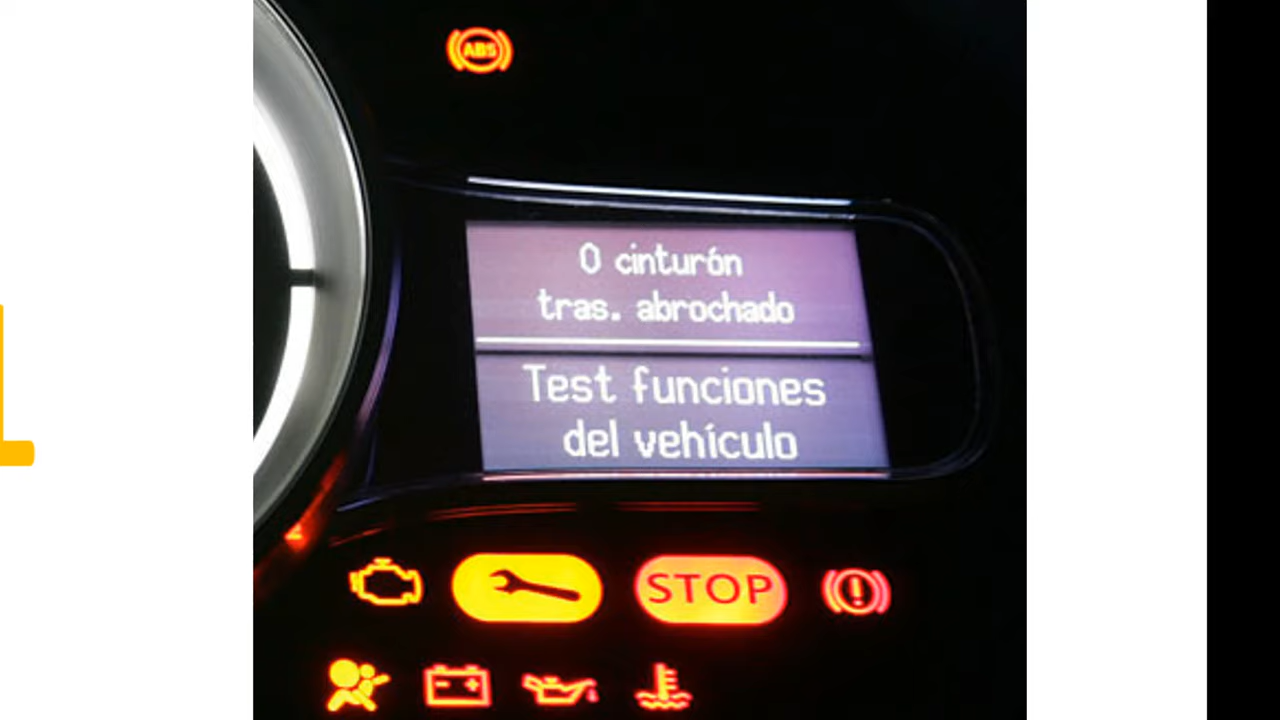 ABS
0 cinturón
tras. abrochado
Test funciones
del vehículo
STOP